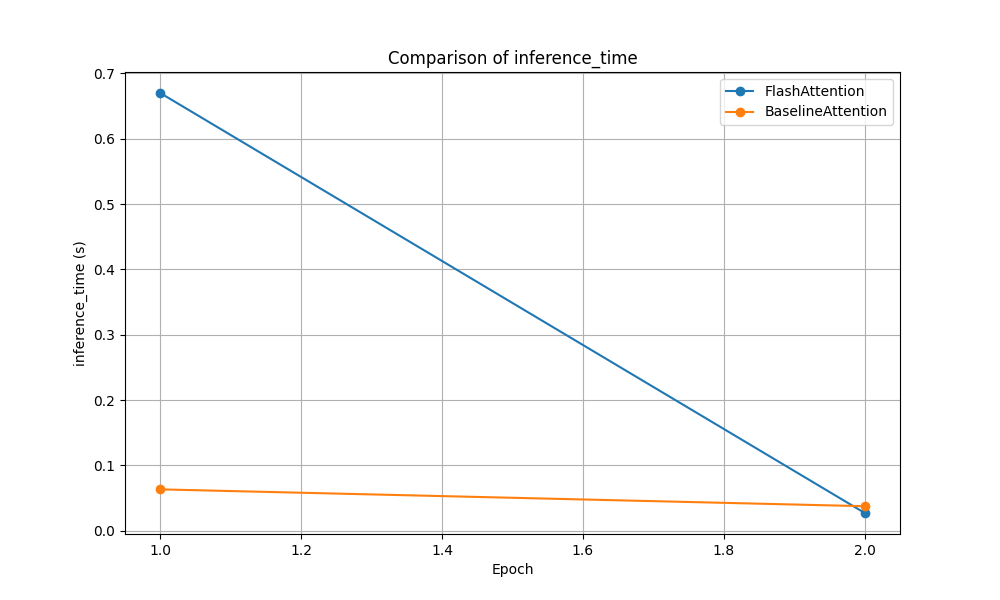 Comparison of inference_time
FlashAttention
BaselineAttention
inference_time (s)
0.7
0.6
0.5
0.4
0.3
0.2
0.1
0.0
1.0 1.2 1.4 1.6 1.8 2.0
Epoch